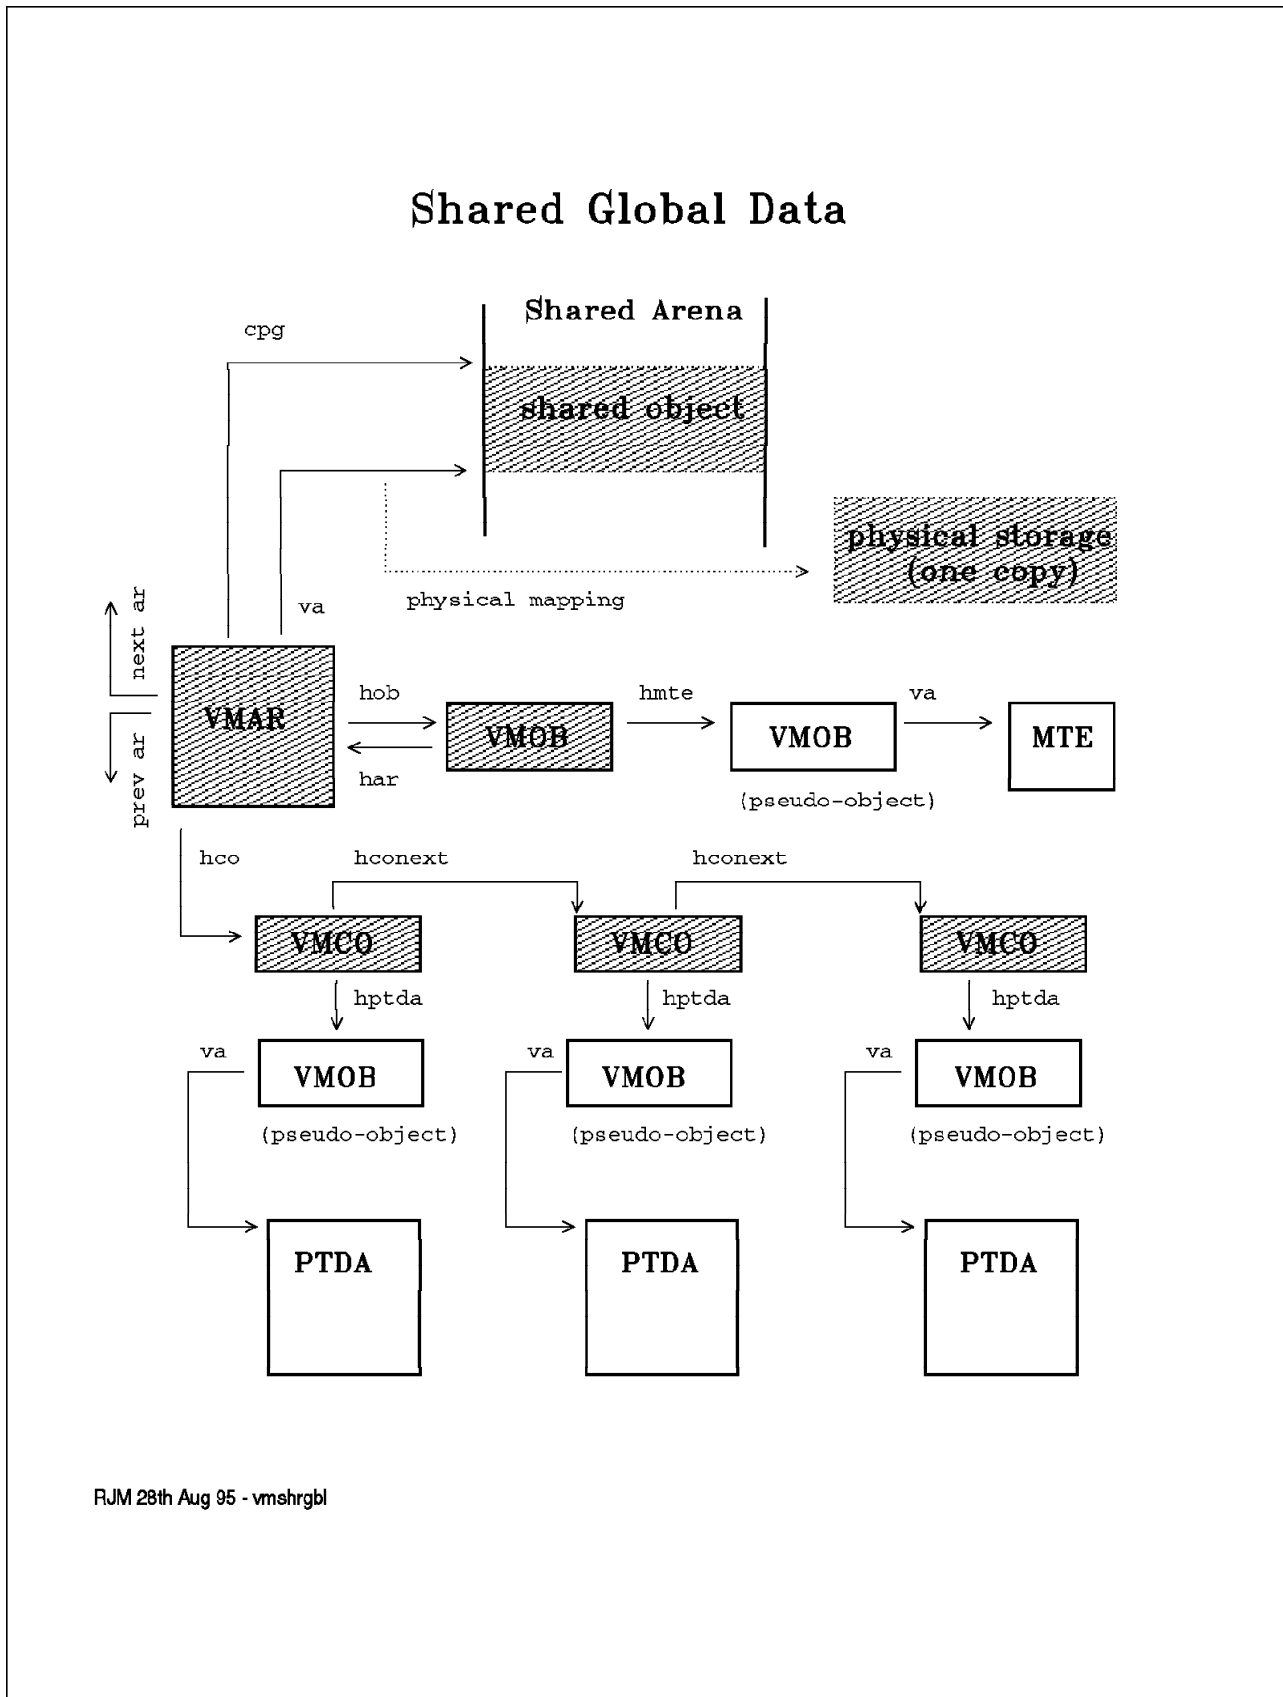 Shared Global Data
Shared Arena
cpg
shared object
physical storage
(one copy)
physical mapping
va
next ar
prev ar
VMAR
hob
har
VMOB
hmte
VMOB
(pseudo-object)
va
MTE
hco
hconext
hconext
VMCO
VMCO
VMCO
hptda
hptda
hptda
va
VMOB
(pseudo-object)
va
VMOB
(pseudo-object)
va
VMOB
(pseudo-object)
PTDA
PTDA
PTDA
RJM 28th Aug 95 - vmshrgbl